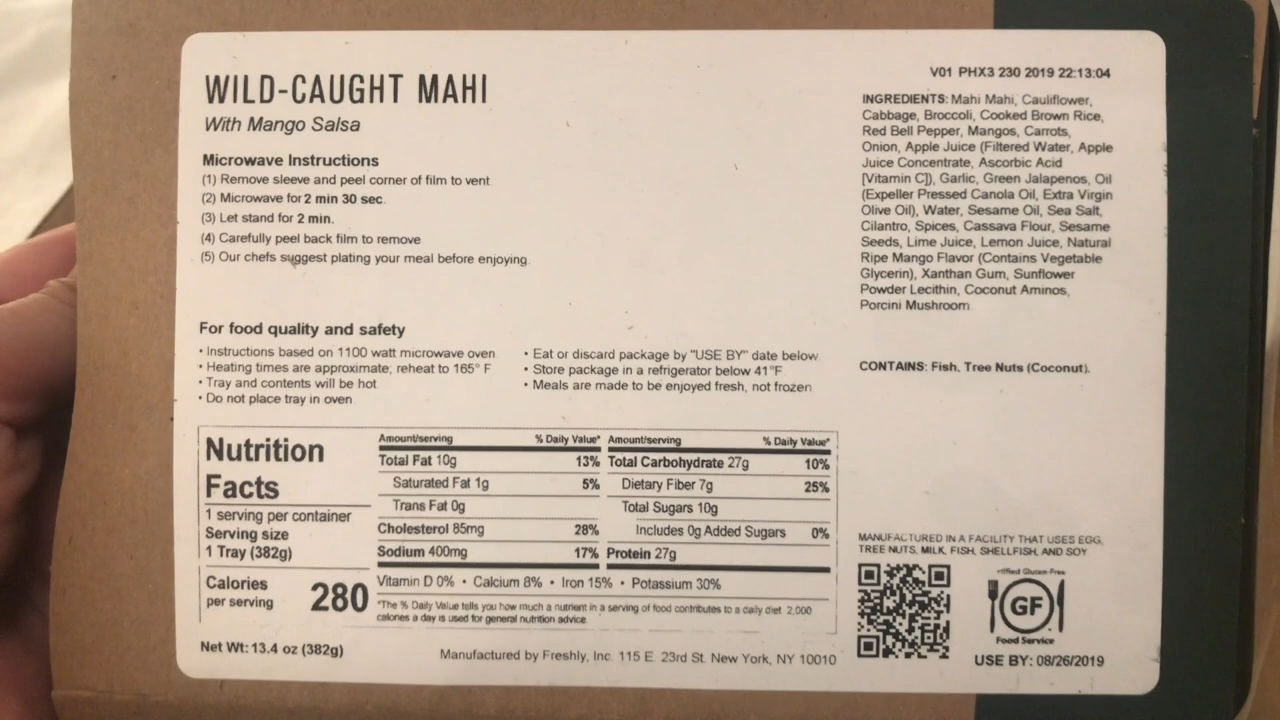 WILD-CAUGHT MAHI
With Mango Salsa
Microwave Instructions
(1) Remove sleeve and peel corner of film to vent
(2) Microwave for 2 min 30 sec.
(3) Let stand for 2 min.
(4) Carefully peel back film to remove
(5) Our chefs suggest plating your meal before enjoying.
For food quality and safety
• Instructions based on 1100 watt microwave oven
• Heating times are approximate; reheat to 165° F
• Tray and contents will be hot
• Do not place tray in oven
• Eat or discard package by "USE BY" date below
• Store package in a refrigerator below 41°F
• Meals are made to be enjoyed fresh, not frozen
Nutrition
Facts
1 serving per container
Serving size
1 Tray (382g)
Calories
per serving
280
Amount/serving % Daily Value*
Total Fat 10g 13%
Saturated Fat 1g 5%
Trans Fat 0g
Cholesterol 85mg 28%
Sodium 400mg 17%
Amount/serving % Daily Value*
Total Carbohydrate 27g 10%
Dietary Fiber 7g 25%
Total Sugars 10g
Includes 0g Added Sugars 0%
Protein 27g
Vitamin D 0% • Calcium 8% • Iron 15% • Potassium 30%
*The % Daily Value tells you how much a nutrient in a serving of food contributes to a daily diet 2,000
calories a day is used for general nutrition advice.
Net Wt: 13.4 oz (382g)
Manufactured by Freshly, Inc. 115 E. 23rd St. New York, NY 10010
V01 PHX3 230 2019 22:13:04
INGREDIENTS: Mahi Mahi, Cauliflower,
Cabbage, Broccoli, Cooked Brown Rice,
Red Bell Pepper, Mangos, Carrots,
Onion, Apple Juice (Filtered Water, Apple
Juice Concentrate, Ascorbic Acid
[Vitamin C]), Garlic, Green Jalapenos, Oil
(Expeller Pressed Canola Oil, Extra Virgin
Olive Oil), Water, Sesame Oil, Sea Salt,
Cilantro, Spices, Cassava Flour, Sesame
Seeds, Lime Juice, Lemon Juice, Natural
Ripe Mango Flavor (Contains Vegetable
Glycerin), Xanthan Gum, Sunflower
Powder Lecithin, Coconut Aminos,
Porcini Mushroom
CONTAINS: Fish, Tree Nuts (Coconut).
MANUFACTURED IN A FACILITY THAT USES EGG,
TREE NUTS, MILK, FISH, SHELLFISH, AND SOY
Gluten-Free
GF
Food Service
USE BY: 08/26/2019